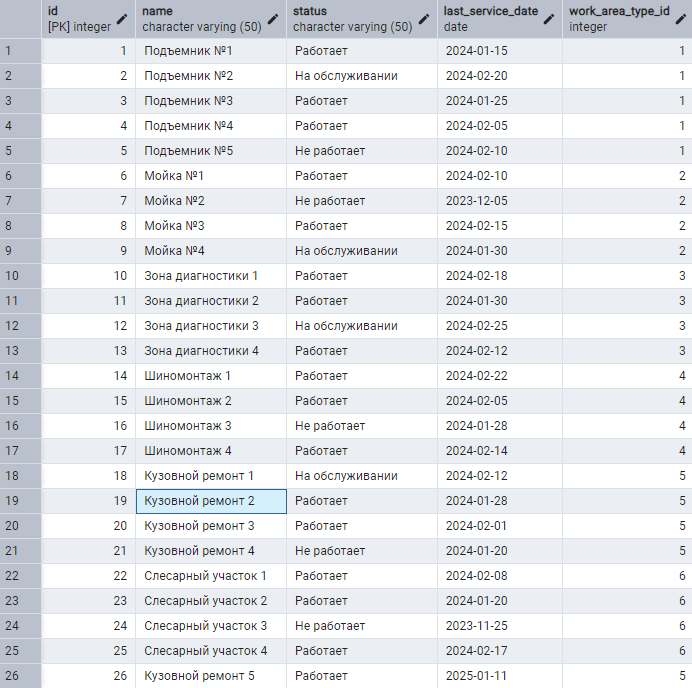 id name status last_service_date work_area_type_id
[PK] integer character varying (50) character varying (50) date integer
1 1 Подъемник №1 Работает 2024-01-15 1
2 2 Подъемник №2 На обслуживании 2024-02-20 1
3 3 Подъемник №3 Работает 2024-01-25 1
4 4 Подъемник №4 Работает 2024-02-05 1
5 5 Подъемник №5 Не работает 2024-02-10 1
6 6 Мойка №1 Работает 2024-02-10 2
7 7 Мойка №2 Не работает 2023-12-05 2
8 8 Мойка №3 Работает 2024-02-15 2
9 9 Мойка №4 На обслуживании 2024-01-30 2
10 10 Зона диагностики 1 Работает 2024-02-18 3
11 11 Зона диагностики 2 Работает 2024-01-30 3
12 12 Зона диагностики 3 На обслуживании 2024-02-25 3
13 13 Зона диагностики 4 Работает 2024-02-12 3
14 14 Шиномонтаж 1 Работает 2024-02-22 4
15 15 Шиномонтаж 2 Работает 2024-02-05 4
16 16 Шиномонтаж 3 Не работает 2024-01-28 4
17 17 Шиномонтаж 4 Работает 2024-02-14 4
18 18 Кузовной ремонт 1 На обслуживании 2024-02-12 5
19 19 Кузовной ремонт 2 Работает 2024-01-28 5
20 20 Кузовной ремонт 3 Работает 2024-02-01 5
21 21 Кузовной ремонт 4 Не работает 2024-01-20 5
22 22 Слесарный участок 1 Работает 2024-02-08 6
23 23 Слесарный участок 2 Работает 2024-01-20 6
24 24 Слесарный участок 3 Не работает 2023-11-25 6
25 25 Слесарный участок 4 Работает 2024-02-17 6
26 26 Кузовной ремонт 5 Работает 2025-01-11 5